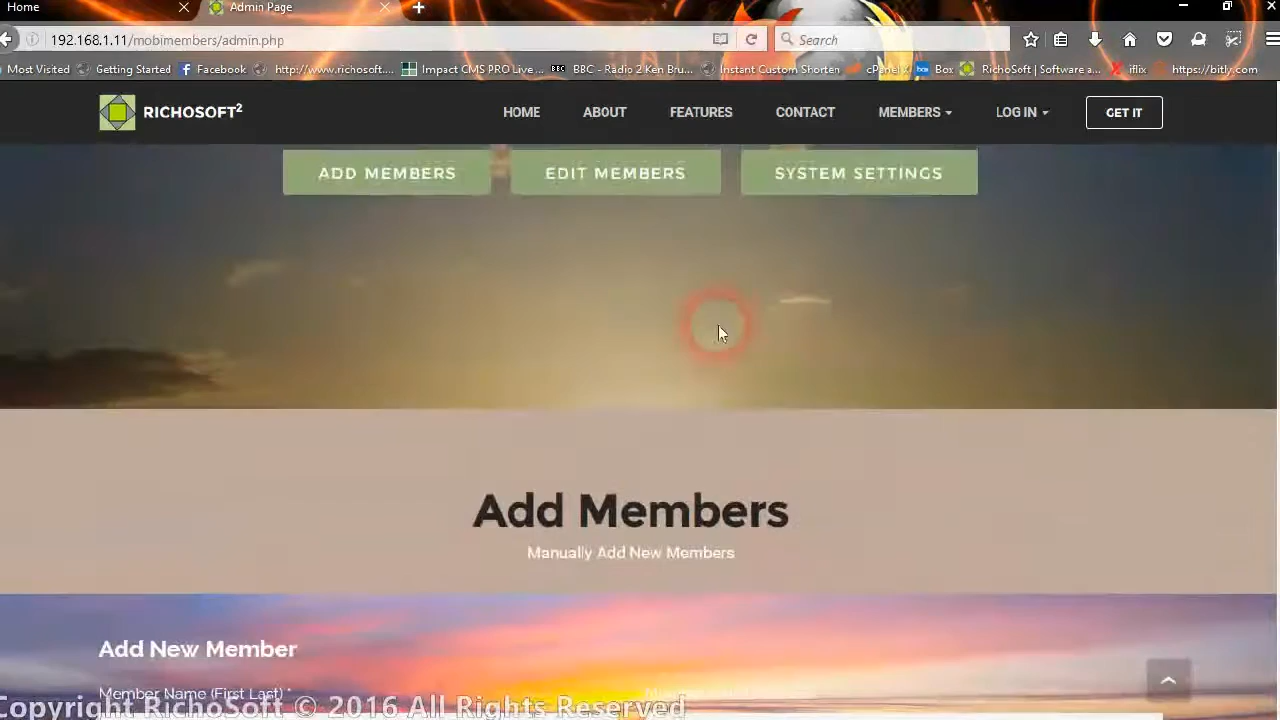 Home
Admin Page
192.168.1.11/mobimembers/admin.php
Search
Most Visited
Getting Started
Facebook
http://www.richosoft....
Impact CMS PRO Live ...
BBC
BBC - Radio 2 Ken Bru...
Instant Custom Shorten
cPanel X
box
Box
RichoSoft | Software a...
iflix
https://bitly.com
RICHOSOFT²
HOME
ABOUT
FEATURES
CONTACT
MEMBERS
LOG IN
GET IT
ADD MEMBERS
EDIT MEMBERS
SYSTEM SETTINGS
Add Members
Manually Add New Members
Add New Member
Member Name (First Last) *
Copyright RichoSoft © 2016 All Rights Reserved